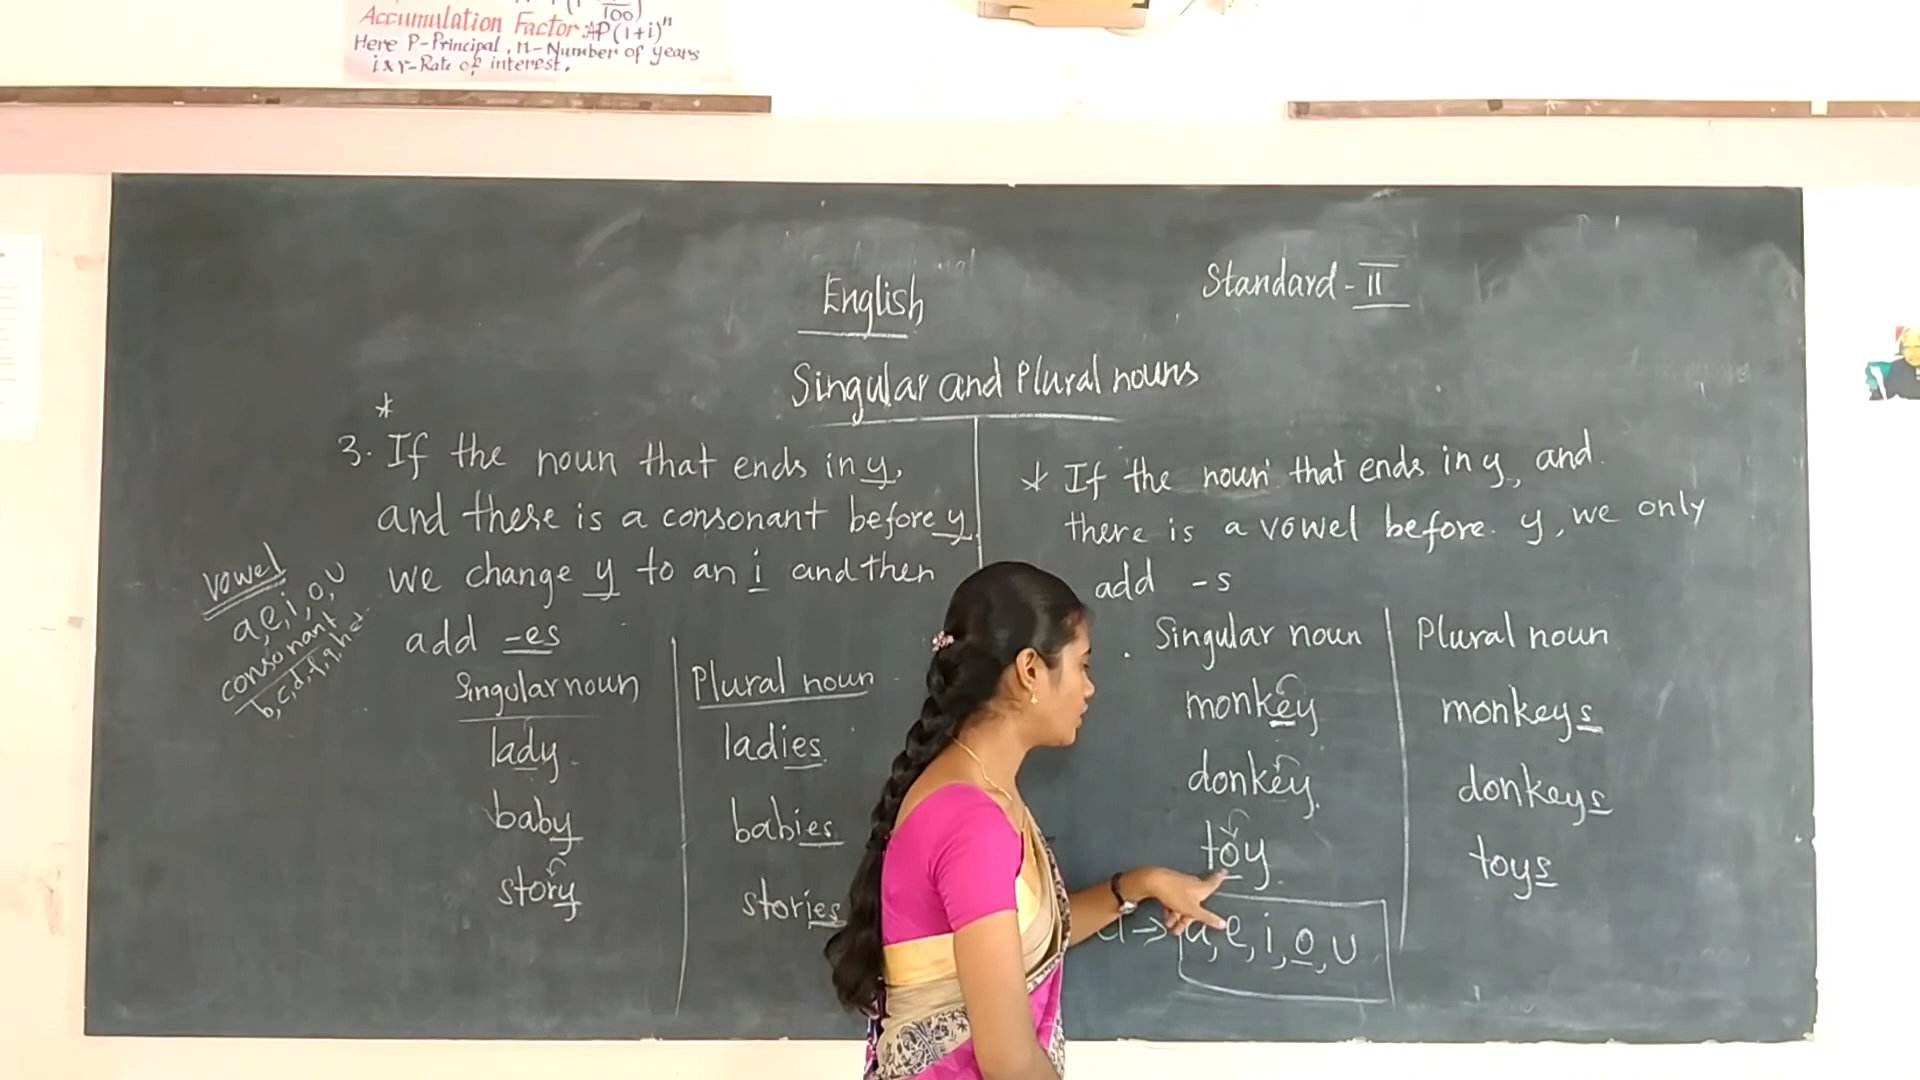 Accumulation Factor: AP(1+i)ⁿ
Here P-Principal, n-Number of years
i x r-Rate of interest.
English
Standard - II
Singular and Plural nouns
*
3. If the noun that ends in y,
and there is a consonant before y
we change y to an i and then
add -es
Singular noun Plural noun
lady ladies
baby babies
story stories
vowel
a,e,i,o,u
consonant
b,c,d,f,g,h et
* If the noun that ends in y, and
there is a vowel before y, we only
add -s
Singular noun Plural noun
monkey monkeys
donkey donkeys
toy toys
a,e,i,o,u